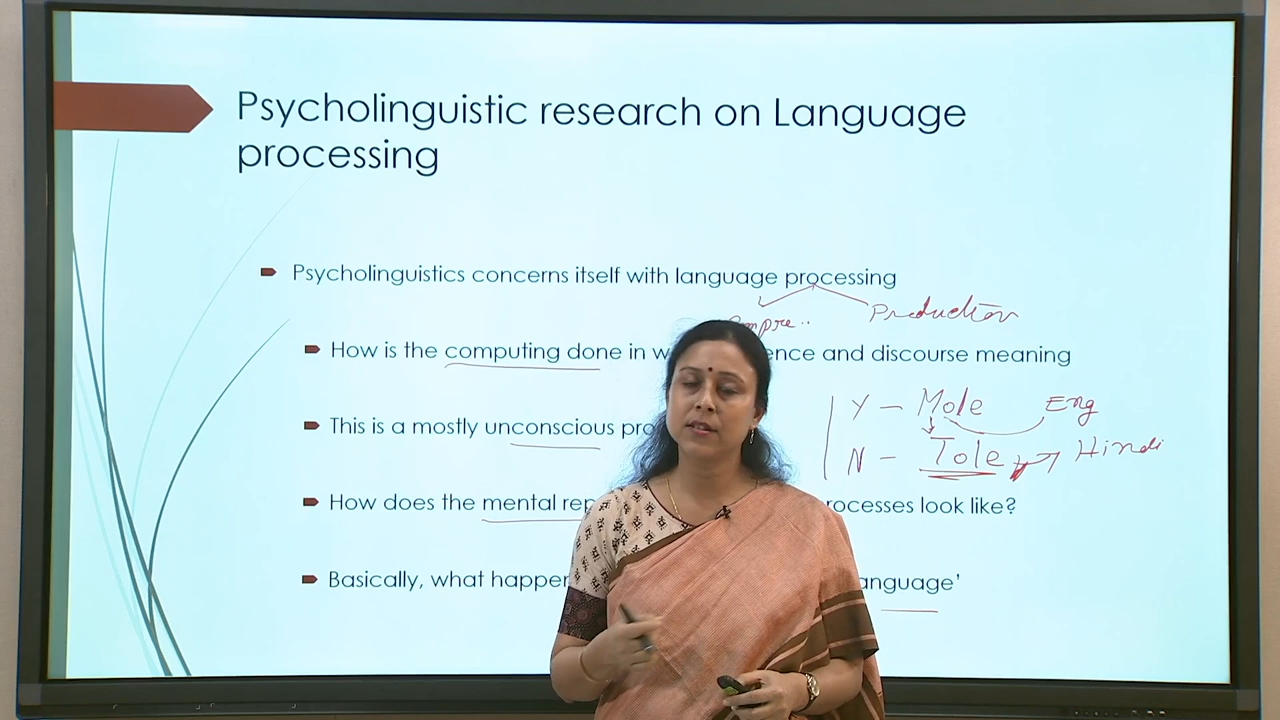 Psycholinguistic research on Language
processing
Psycholinguistics concerns itself with language processing
Compre.. Production
How is the computing done in w ence and discourse meaning
Y – Mole Eng
This is a mostly unconscious pro
N – Tole → Hindi
How does the mental rep rocesses look like?
Basically, what happen anguage'